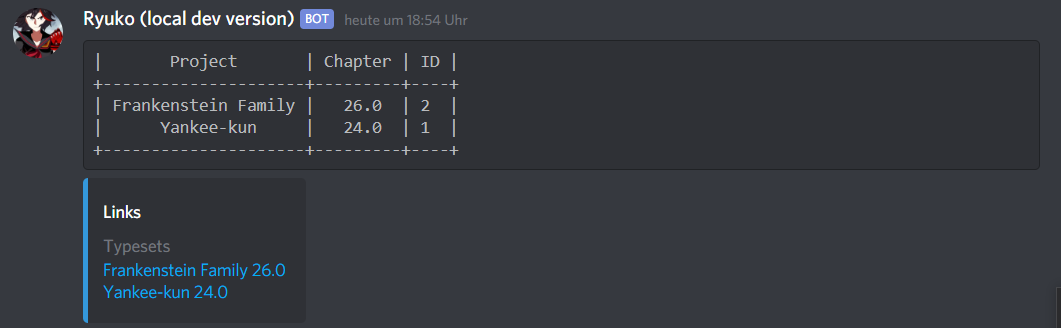 Ryuko (local dev version) BOT heute um 18:54 Uhr
|       Project       | Chapter | ID |
+---------------------+---------+----+
| Frankenstein Family |   26.0  | 2  |
|      Yankee-kun     |   24.0  | 1  |
+---------------------+---------+----+
Links
Typesets
Frankenstein Family 26.0
Yankee-kun 24.0